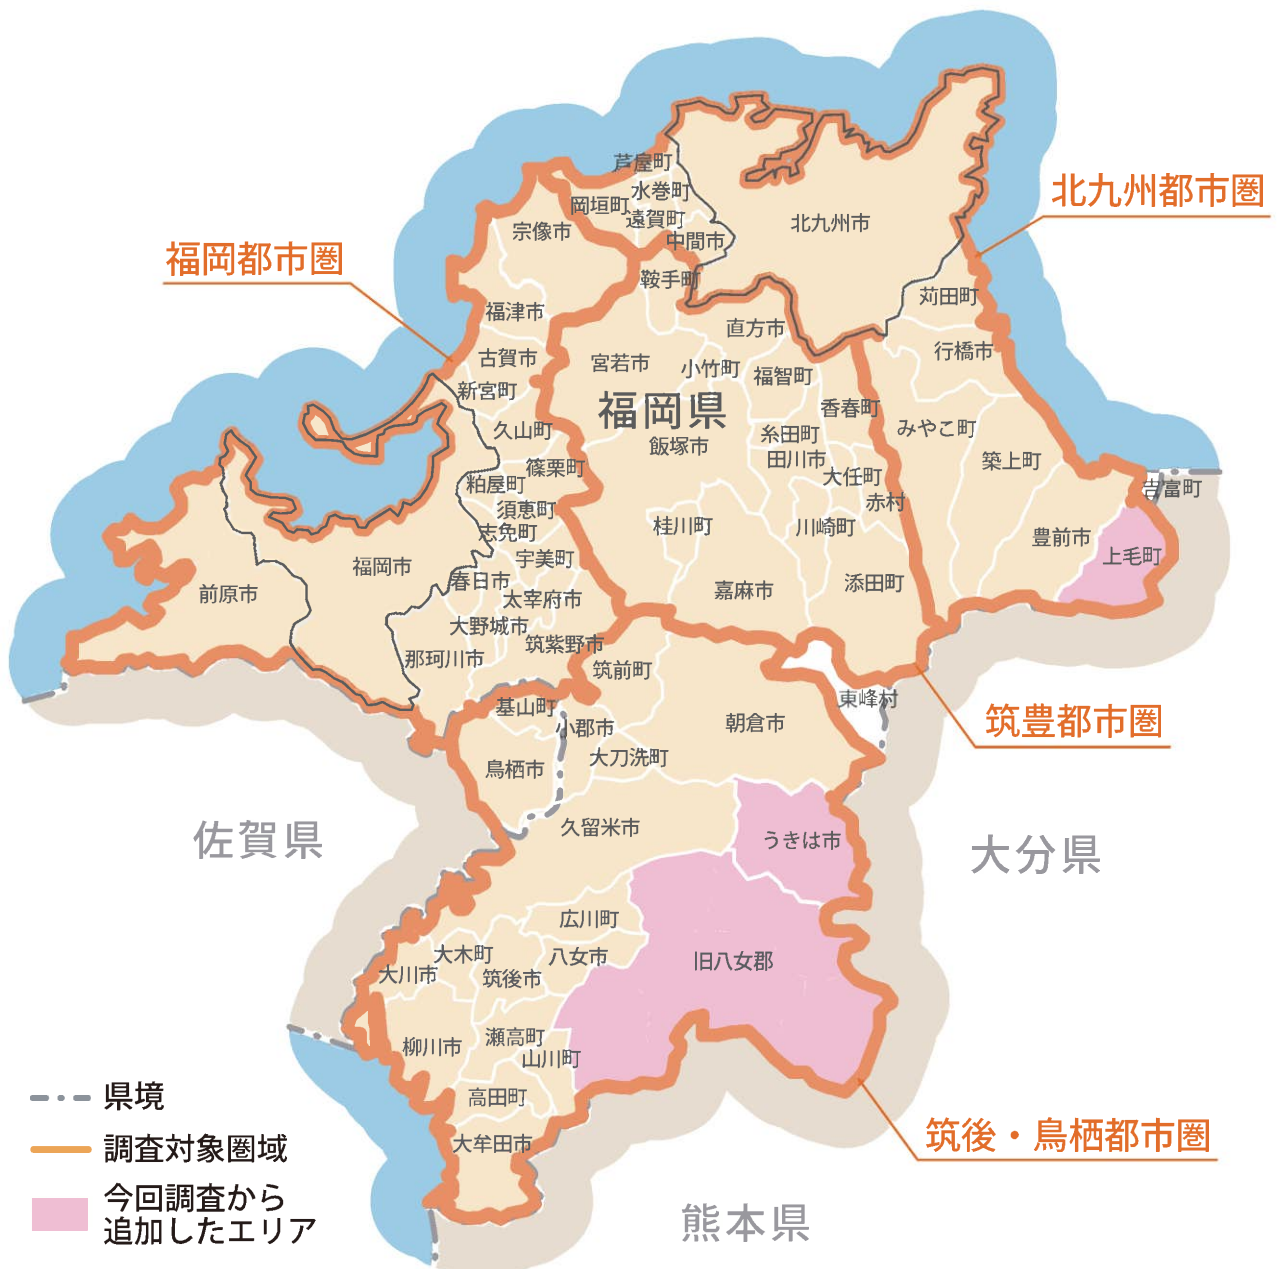 北九州都市圏
福岡都市圏
芦屋町
水巻町
岡垣町
遠賀町
中間市
宗像市
北九州市
鞍手町
苅田町
福津市
直方市
行橋市
古賀市
宮若市
小竹町
福智町
新宮町
香春町
福岡県
みやこ町
久山町
糸田町
飯塚市
田川市
築上町
篠栗町
大任町
粕屋町
吉富町
須恵町
赤村
志免町
桂川町
川崎町
豊前市
上毛町
宇美町
福岡市
春日市
添田町
前原市
嘉麻市
太宰府市
大野城市
筑紫野市
那珂川市
筑前町
東峰村
基山町
小郡市
朝倉市
筑豊都市圏
大刀洗町
鳥栖市
久留米市
うきは市
佐賀県
大分県
広川町
大木町
八女市
旧八女郡
大川市
筑後市
瀬高町
柳川市
山川町
高田町
県境
大牟田市
筑後・鳥栖都市圏
調査対象圏域
今回調査から
追加したエリア
熊本県